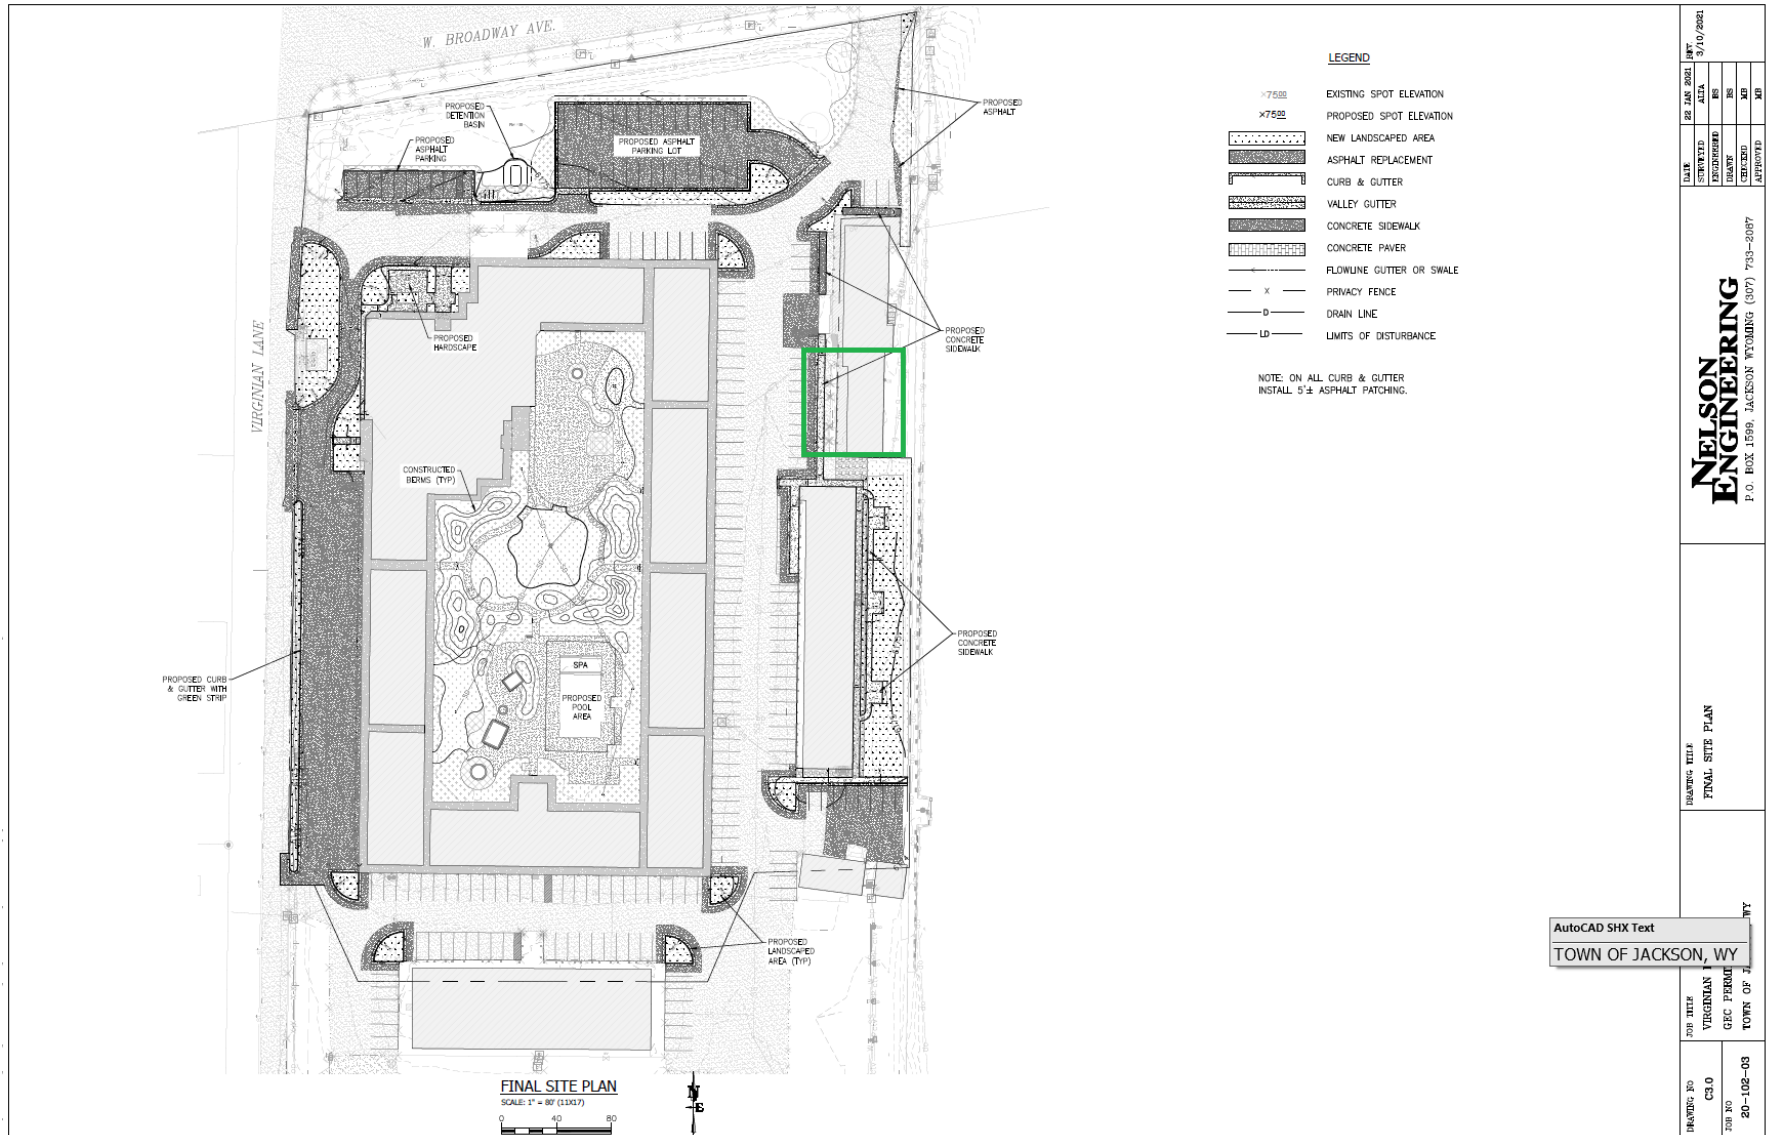 W. BROADWAY AVE.
PROPOSED
DETENTION
BASIN
PROPOSED
ASPHALT
PARKING
PROPOSED ASPHALT
PARKING LOT
PROPOSED
ASPHALT
VIRGINIAN LANE
PROPOSED
HARDSCAPE
PROPOSED
CONCRETE
SIDEWALK
CONSTRUCTED
BERMS (TYP)
PROPOSED
CONCRETE
SIDEWALK
SPA
PROPOSED
POOL
AREA
PROPOSED CURB
& GUTTER WITH
GREEN STRIP
PROPOSED
LANDSCAPED
AREA (TYP)
FINAL SITE PLAN
SCALE: 1" = 80' (11X17)
0 40 80
N
E
LEGEND
×7500 EXISTING SPOT ELEVATION
×7500 PROPOSED SPOT ELEVATION
NEW LANDSCAPED AREA
ASPHALT REPLACEMENT
CURB & GUTTER
VALLEY GUTTER
CONCRETE SIDEWALK
CONCRETE PAVER
FLOWLINE GUTTER OR SWALE
X PRIVACY FENCE
D DRAIN LINE
LD LIMITS OF DISTURBANCE
NOTE: ON ALL CURB & GUTTER
INSTALL 5'± ASPHALT PATCHING.
DATE 22 JAN 2021 REV. 3/10/2021
SURVEYED ALTA
ENGINEERED BS
DRAWN BS
CHECKED MB
APPROVED MB
NELSON
ENGINEERING
P.O. BOX 1599, JACKSON WYOMING (307) 733-2087
DRAWING TITLE
FINAL SITE PLAN
AutoCAD SHX Text
TOWN OF JACKSON, WY
JOB TITLE
VIRGINIAN
GEC PERMI
TOWN OF J WY
DRAWING NO
C3.0
JOB NO
20-102-03